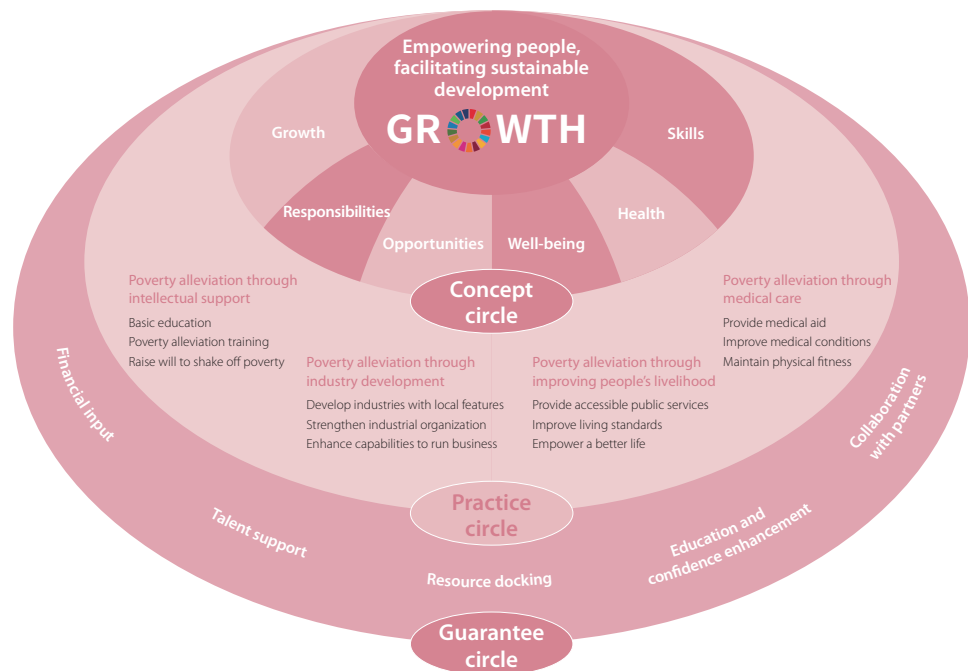 Empowering people,
facilitating sustainable
development
GROWTH
Growth
Responsibilities
Opportunities
Well-being
Health
Skills
Concept
circle
Poverty alleviation through
intellectual support
Basic education
Poverty alleviation training
Raise will to shake off poverty
Poverty alleviation through
industry development
Develop industries with local features
Strengthen industrial organization
Enhance capabilities to run business
Poverty alleviation through
improving people's livelihood
Provide accessible public services
Improve living standards
Empower a better life
Poverty alleviation through
medical care
Provide medical aid
Improve medical conditions
Maintain physical fitness
Practice
circle
Financial input
Talent support
Resource docking
Education and
confidence enhancement
Collaboration
with partners
Guarantee
circle